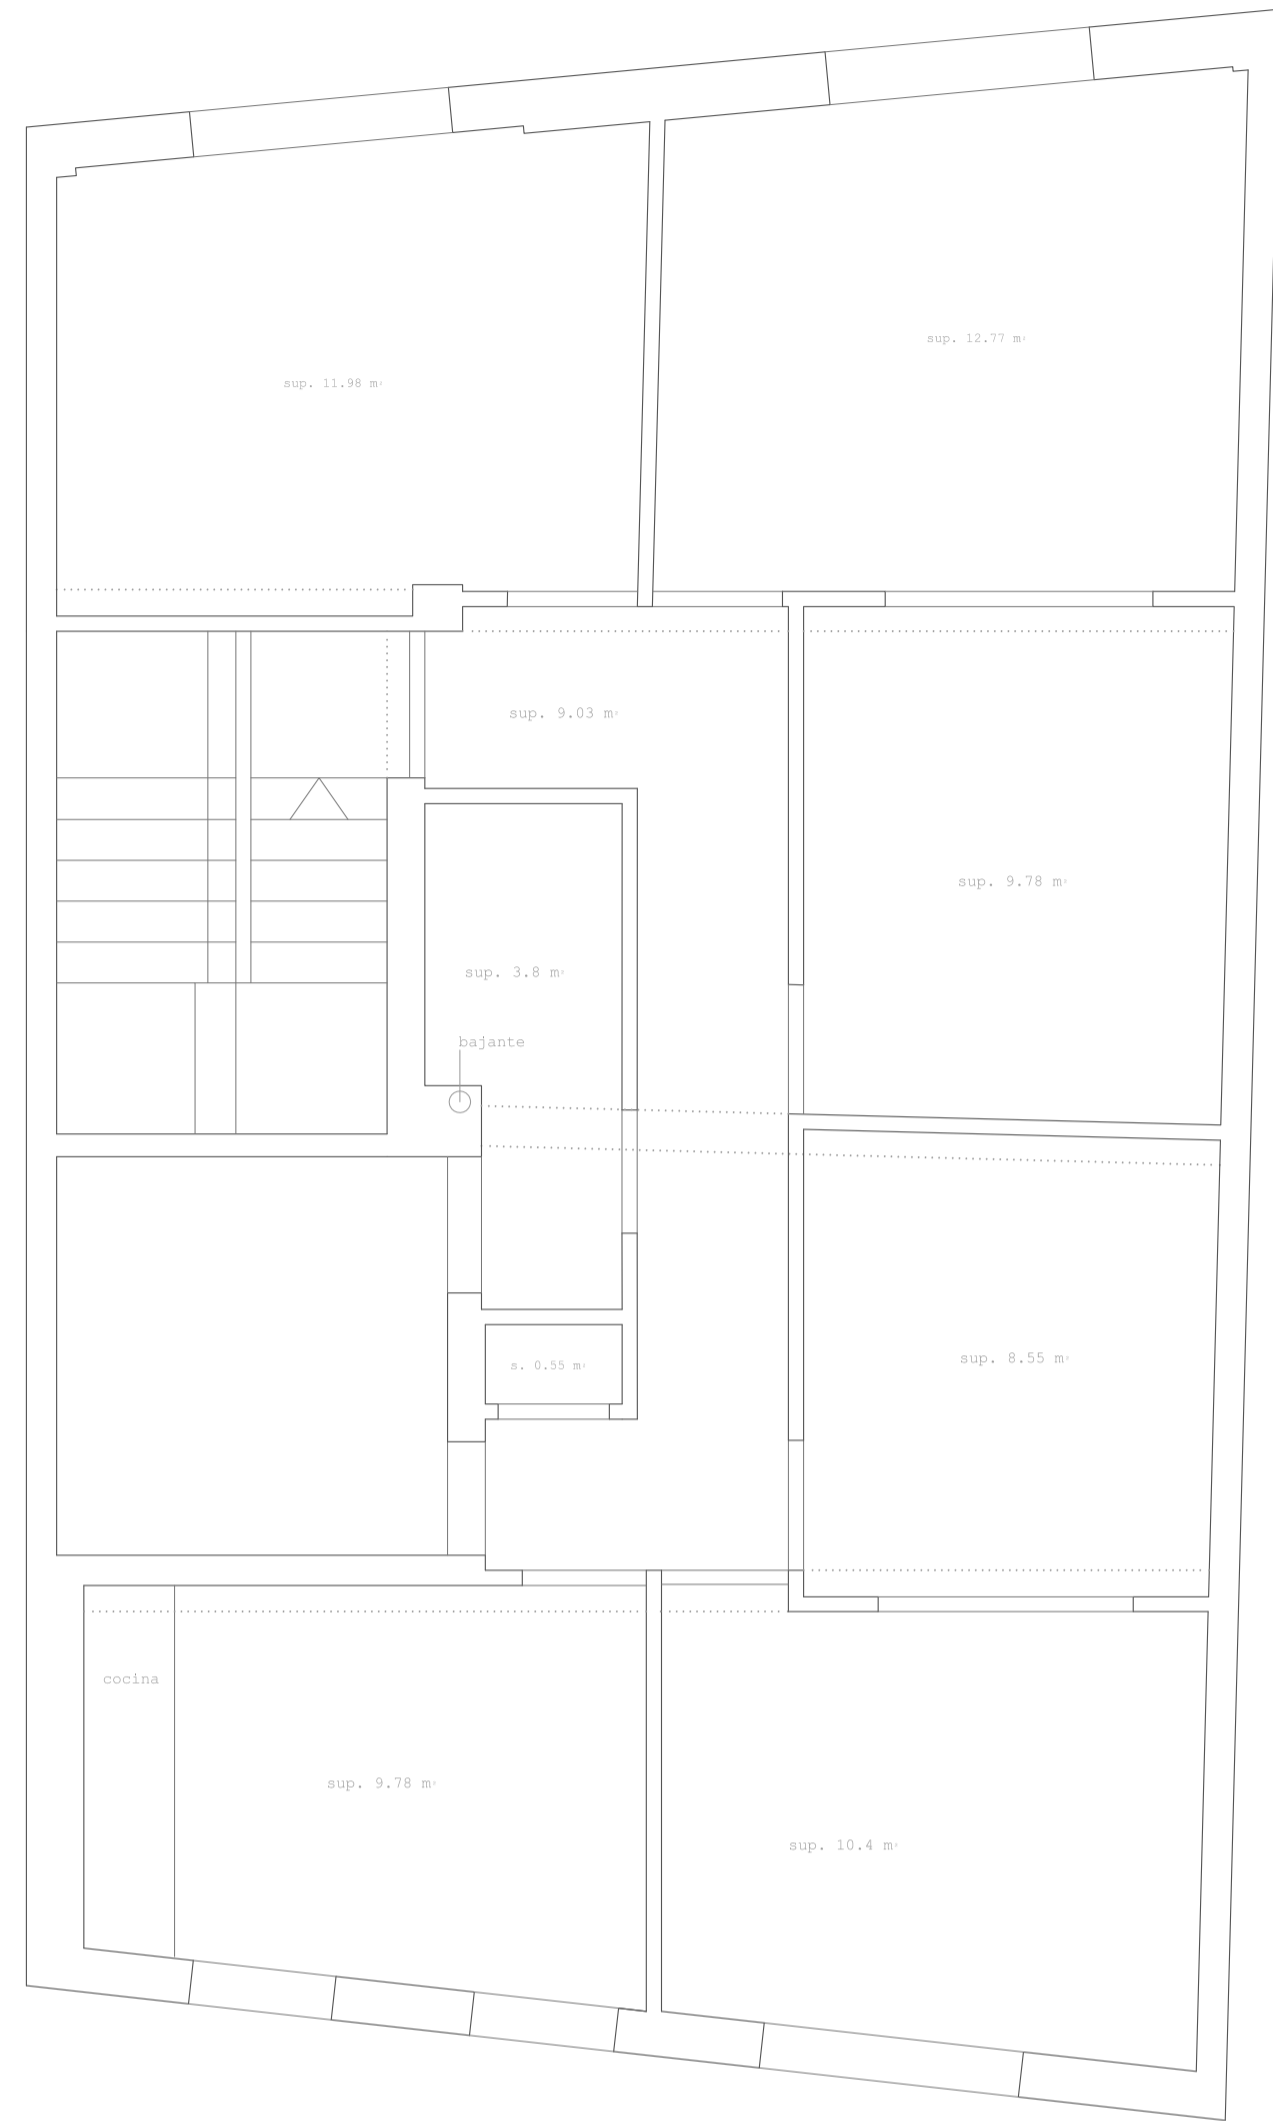 sup. 12.77 m²
sup. 11.98 m²
sup. 9.03 m²
sup. 9.78 m²
sup. 3.8 m²
bajante
sup. 8.55 m²
s. 0.55 m²
cocina
sup. 9.78 m²
sup. 10.4 m²